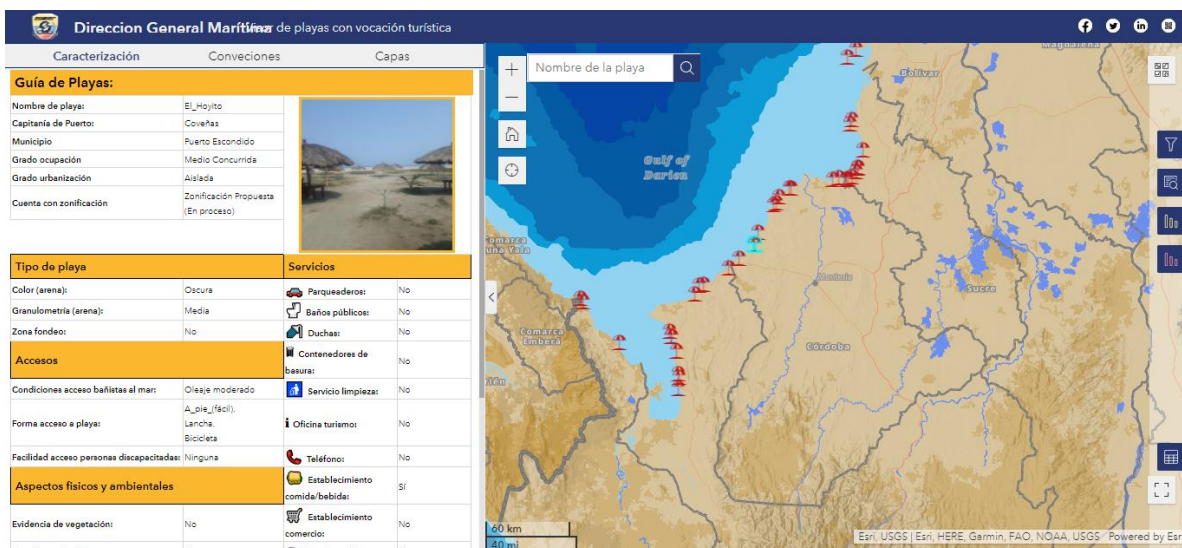 Direccion General Marítima
de playas con vocación turística
Caracterización
Conveciones
Capas
Guía de Playas:
Nombre de playa: El_Hoyito
Capitanía de Puerto: Coveñas
Municipio Puerto Escondido
Grado ocupación Medio Concurrida
Grado urbanización Aislada
Cuenta con zonificación Zonificación Propuesta
(En proceso)
Tipo de playa
Color (arena): Oscura
Granulometría (arena): Media
Zona fondeo: No
Accesos
Condiciones acceso bañistas al mar: Oleaje moderado
Forma acceso a playa: A_pie_(fácil),
Lancha,
Bicicleta
Facilidad acceso personas discapacitadas: Ninguna
Aspectos físicos y ambientales
Evidencia de vegetación: No
Servicios
Parqueaderos: No
Baños públicos: No
Duchas: No
Contenedores de
basura: No
Servicio limpieza: No
Oficina turismo: No
Teléfono: No
Establecimiento
comida/bebida: Sí
Establecimiento
comercio: No
Nombre de la playa
Magdalena
Bolívar
Gulf of
Darien
Montería
Sucre
Córdoba
Comarca
Emberá
60 km
40 mi
Esri, USGS | Esri, HERE, Garmin, FAO, NOAA, USGS
Powered by Esr